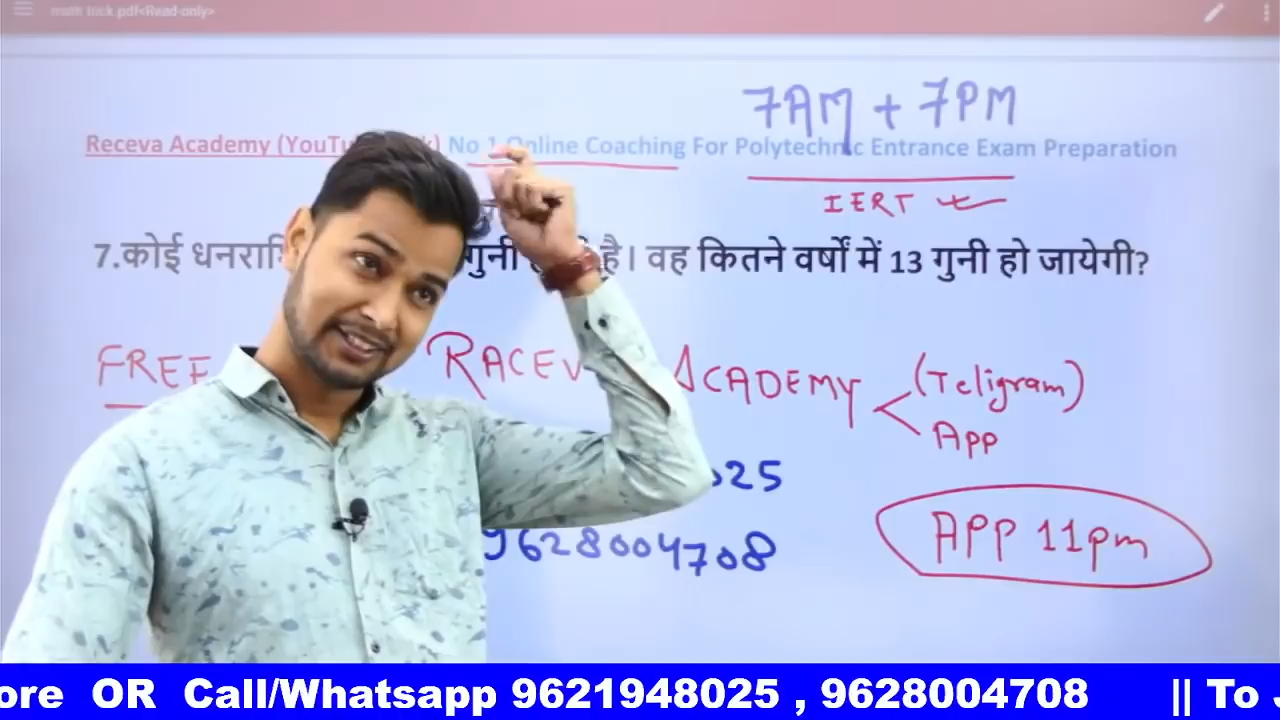 math trick.pdf<Read-only>
7AM + 7PM
Receva Academy (YouTu k) No 1 Online Coaching For Polytechnic Entrance Exam Preparation
IERT
7.कोई धनराशि गुनी है। वह कितने वर्षों में 13 गुनी हो जायेगी?
FREE RACEV ACADEMY (Teligram)
App
25
9628004708
APP 11pm
ore OR Call/Whatsapp 9621948025 , 9628004708 || To